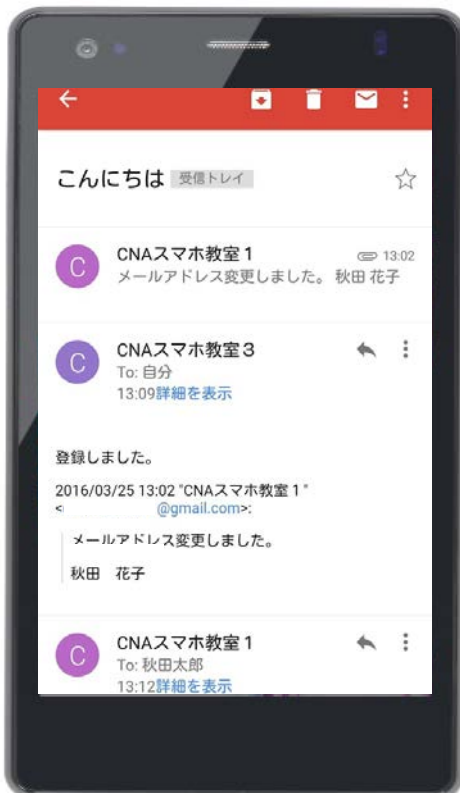 こんにちは 受信トレイ
C
CNAスマホ教室1 13:02
メールアドレス変更しました。 秋田 花子
C
CNAスマホ教室3
To: 自分
13:09詳細を表示
登録しました。
2016/03/25 13:02 "CNAスマホ教室1"
< @gmail.com>:
メールアドレス変更しました。
秋田 花子
C
CNAスマホ教室1
To: 秋田太郎
13:12詳細を表示